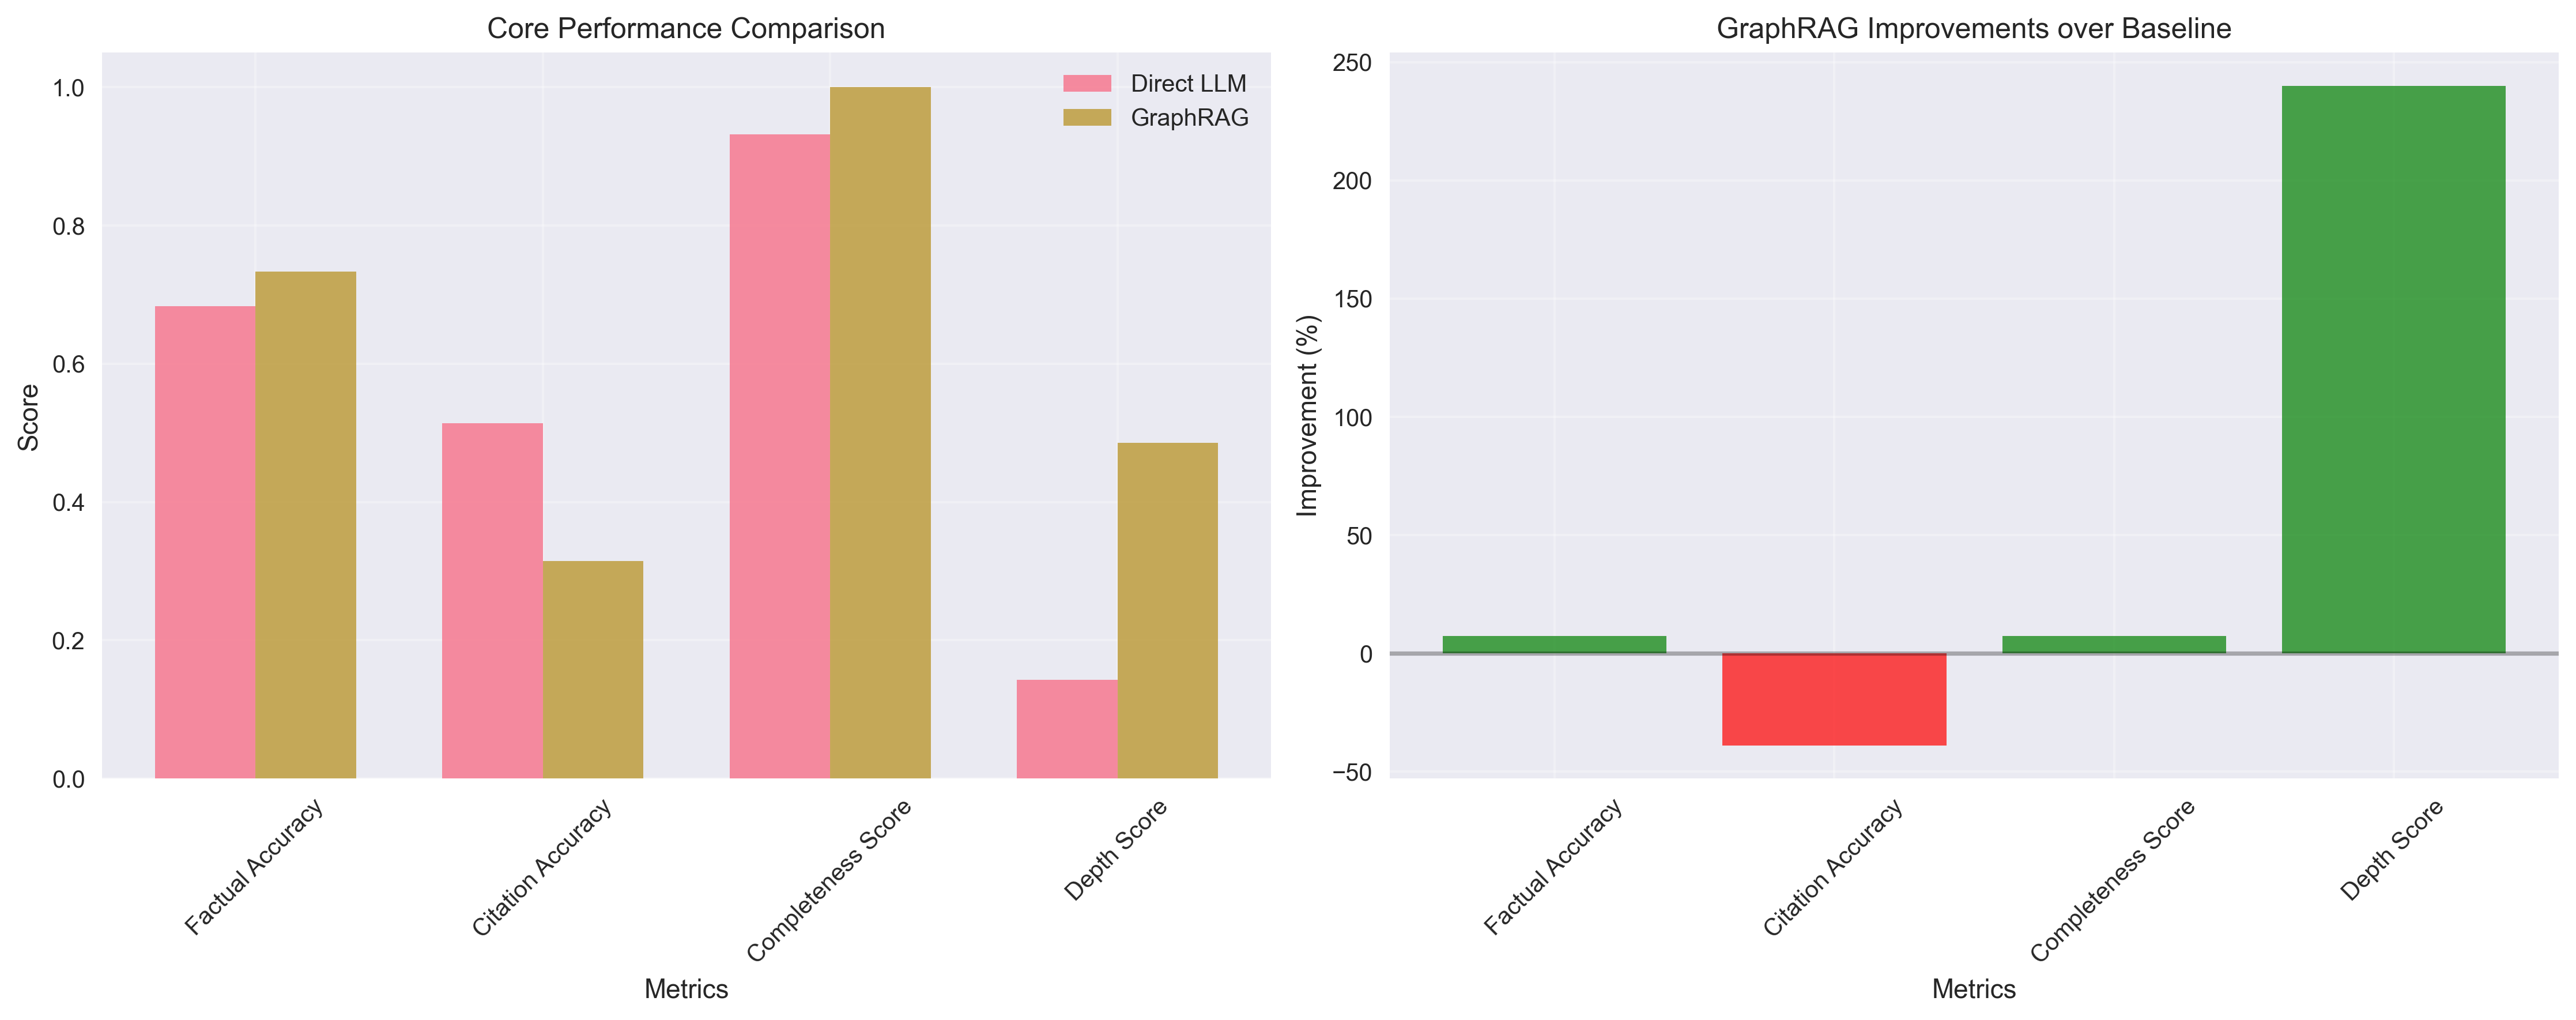 Core Performance Comparison
Direct LLM
GraphRAG
1.0
0.8
0.6
0.4
0.2
0.0
Score
Factual Accuracy
Citation Accuracy
Completeness Score
Depth Score
Metrics
GraphRAG Improvements over Baseline
250
200
150
100
50
0
−50
Improvement (%)
Factual Accuracy
Citation Accuracy
Completeness Score
Depth Score
Metrics